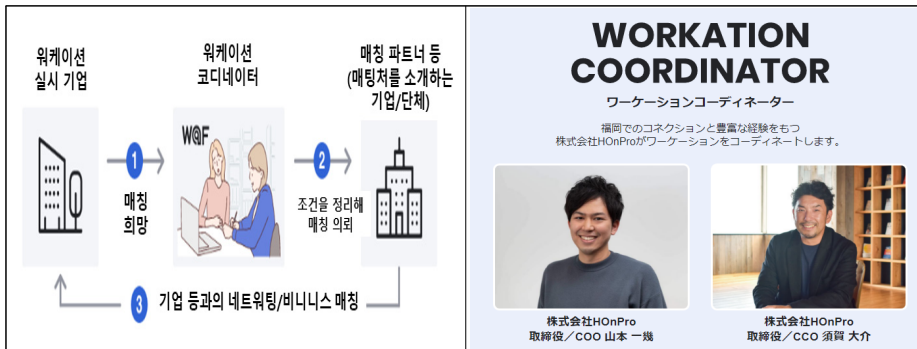 워케이션
실시 기업
워케이션
코디네이터
매칭 파트너 등
(매팅처를 소개하는
기업/단체)
W@F
1
매칭
희망
2
조건을 정리해
매칭 의뢰
3 기업 등과의 네트워팅/비니니스 매칭
WORKATION
COORDINATOR
ワーケーションコーディネーター
福岡でのコネクションと豊富な経験をもつ
株式会社HOnProがワーケーションをコーディネートします。
株式会社HOnPro
取締役／COO 山本 一幾
株式会社HOnPro
取締役／CCO 須賀 大介